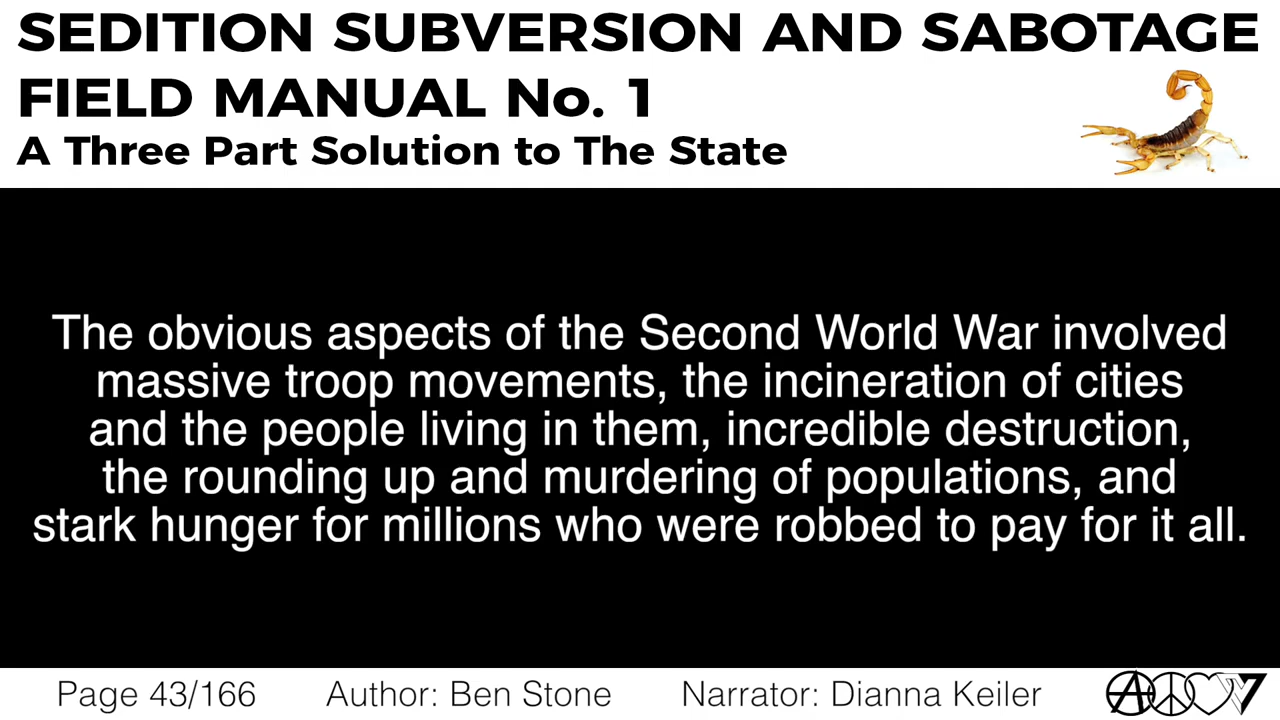 SEDITION SUBVERSION AND SABOTAGE
FIELD MANUAL No. 1
A Three Part Solution to The State
The obvious aspects of the Second World War involved
massive troop movements, the incineration of cities
and the people living in them, incredible destruction,
the rounding up and murdering of populations, and
stark hunger for millions who were robbed to pay for it all.
Page 43/166 Author: Ben Stone Narrator: Dianna Keiler